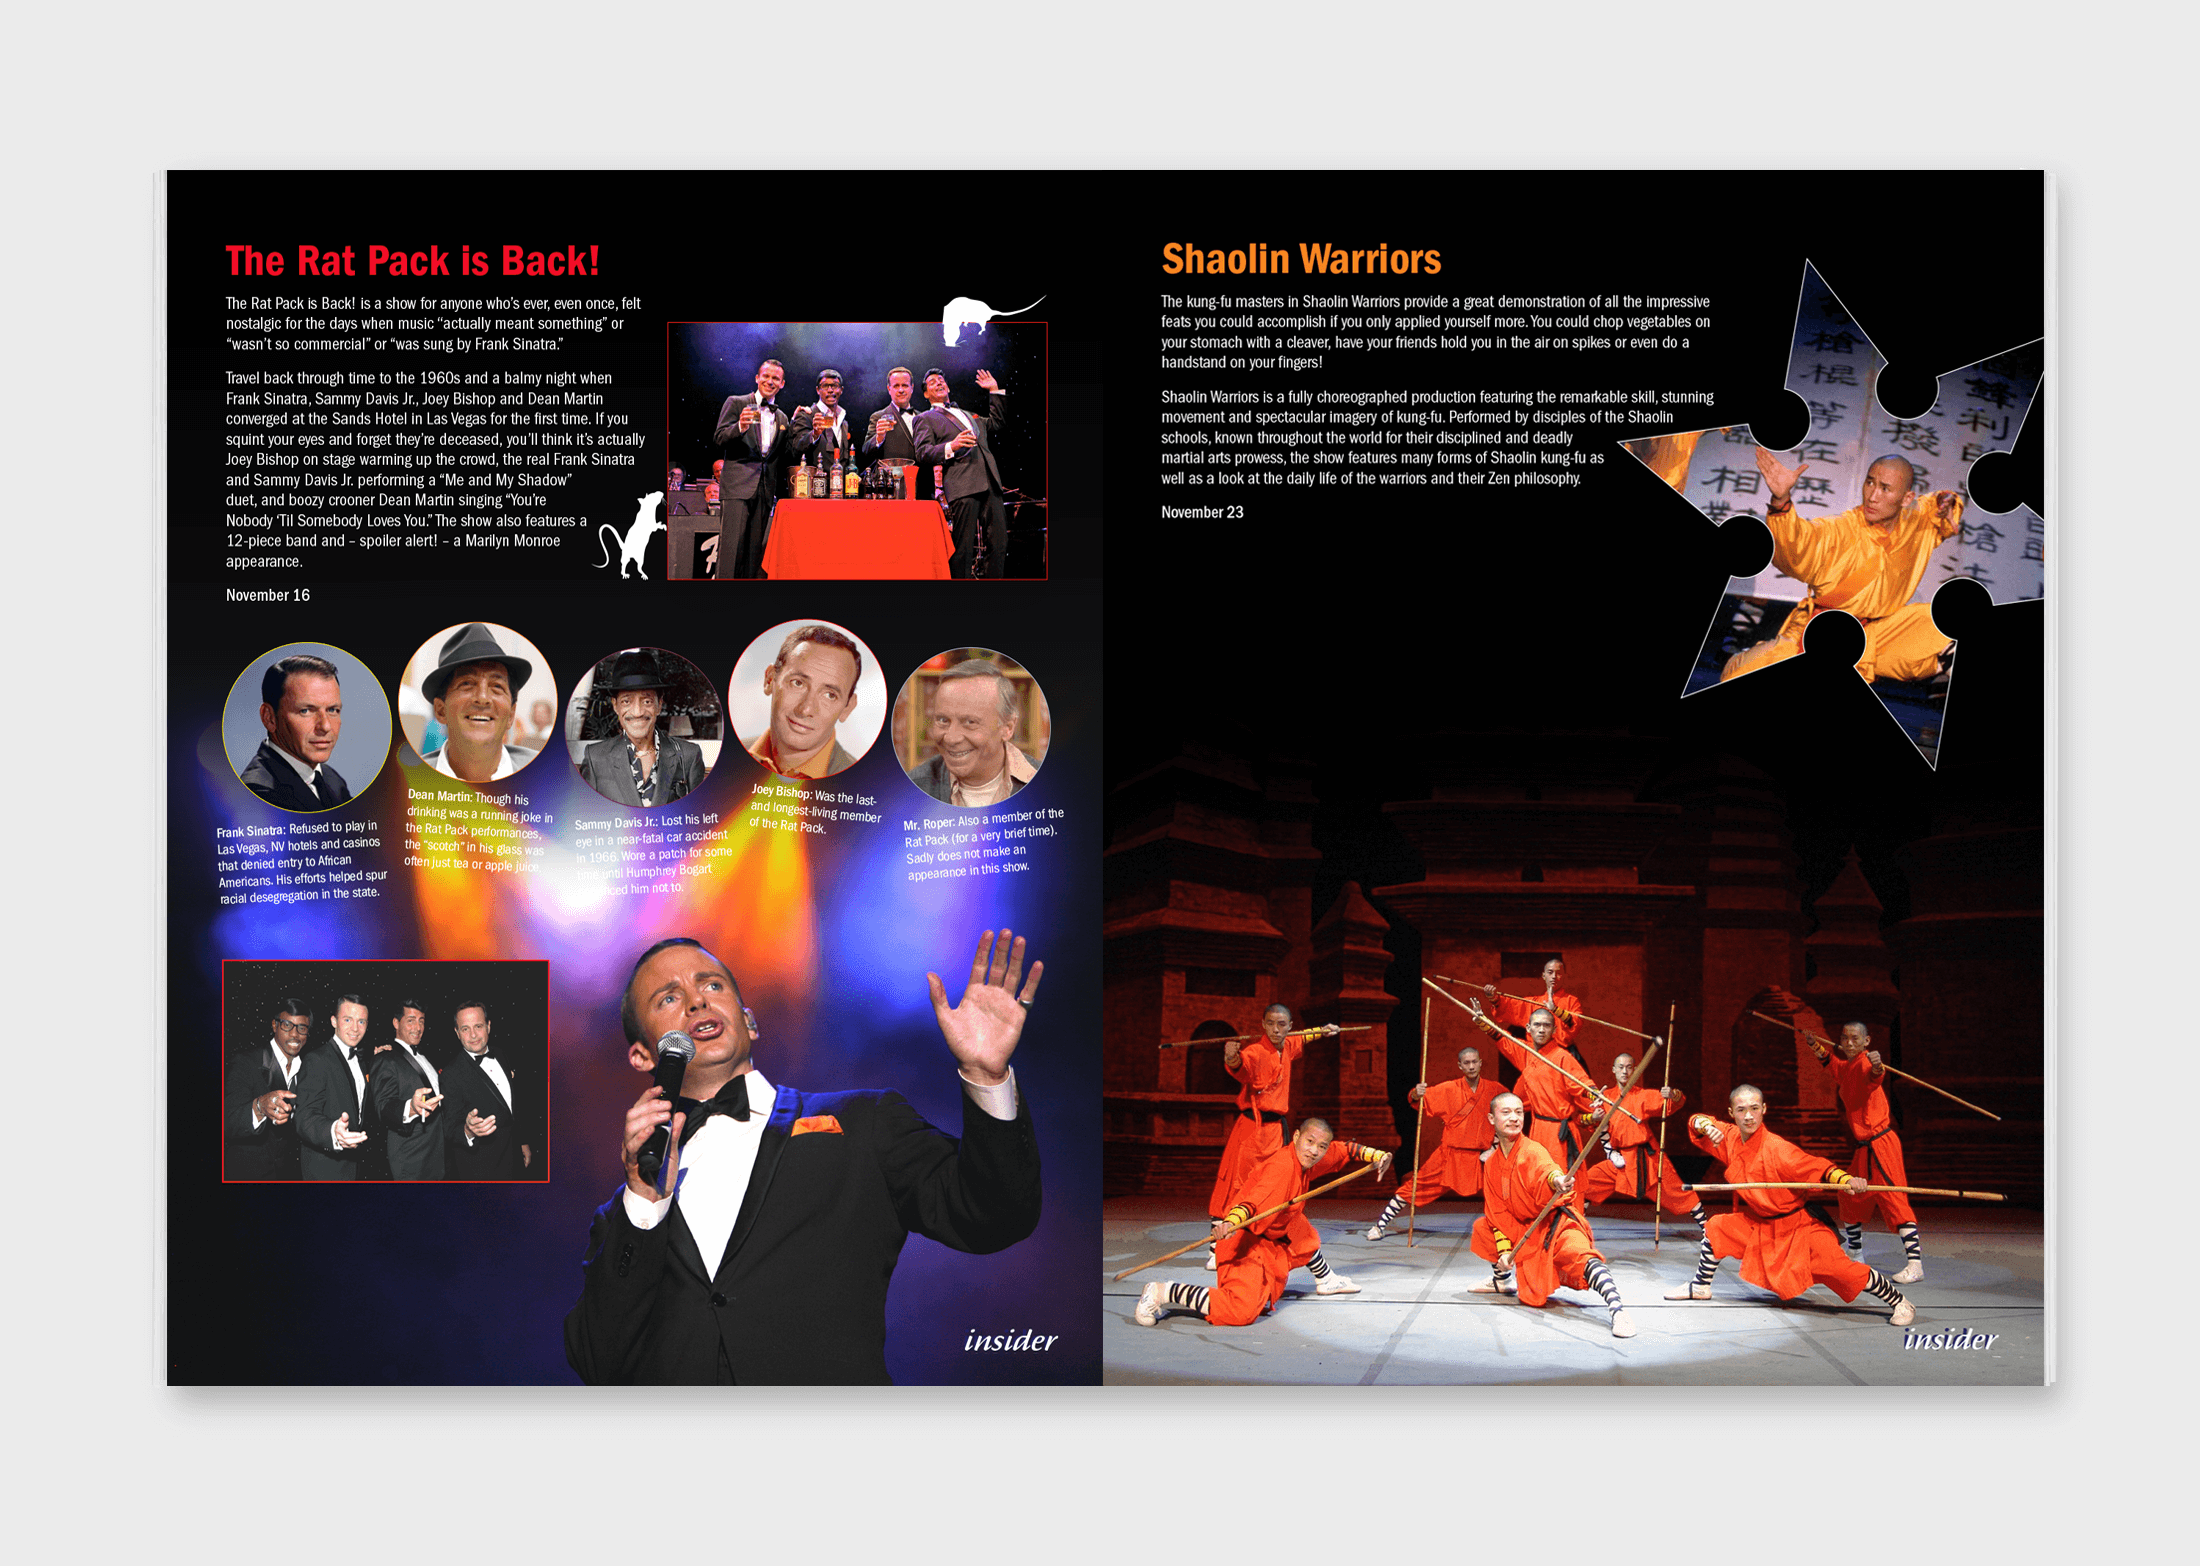 The Rat Pack is Back!
The Rat Pack is Back! is a show for anyone who's ever, even once, felt
nostalgic for the days when music “actually meant something” or
“wasn't so commercial” or “was sung by Frank Sinatra.”
Travel back through time to the 1960s and a balmy night when
Frank Sinatra, Sammy Davis Jr., Joey Bishop and Dean Martin
converged at the Sands Hotel in Las Vegas for the first time. If you
squint your eyes and forget they're deceased, you'll think it's actually
Joey Bishop on stage warming up the crowd, the real Frank Sinatra
and Sammy Davis Jr. performing a “Me and My Shadow”
duet, and boozy crooner Dean Martin singing “You're
Nobody ‘Til Somebody Loves You.” The show also features a
12-piece band and – spoiler alert! – a Marilyn Monroe
appearance.
November 16
Frank Sinatra: Refused to play in
Las Vegas, NV hotels and casinos
that denied entry to African
Americans. His efforts helped spur
racial desegregation in the state.
Dean Martin: Though his
drinking was a running joke in
the Rat Pack performances,
the “scotch” in his glass was
often just tea or apple juice.
Sammy Davis Jr.: Lost his left
eye in a near-fatal car accident
in 1966. Wore a patch for some
time until Humphrey Bogart
him not to.
Joey Bishop: Was the last-
and longest-living member
of the Rat Pack.
Mr. Roper: Also a member of the
Rat Pack (for a very brief time).
Sadly does not make an
appearance in this show.
insider
Shaolin Warriors
The kung-fu masters in Shaolin Warriors provide a great demonstration of all the impressive
feats you could accomplish if you only applied yourself more. You could chop vegetables on
your stomach with a cleaver, have your friends hold you in the air on spikes or even do a
handstand on your fingers!
Shaolin Warriors is a fully choreographed production featuring the remarkable skill, stunning
movement and spectacular imagery of kung-fu. Performed by disciples of the Shaolin
schools, known throughout the world for their disciplined and deadly
martial arts prowess, the show features many forms of Shaolin kung-fu as
well as a look at the daily life of the warriors and their Zen philosophy.
November 23
insider